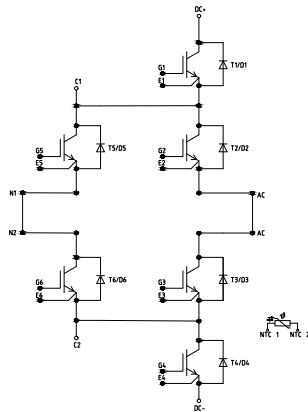 DC+
G1
E1
T1/D1
C1
G5
E5
T5/D5
G2
E2
T2/D2
N1
AC
N2
AC
G6
E6
T6/D6
G3
E3
T3/D3
C2
NTC 1
NTC 2
G4
E4
T4/D4
DC-